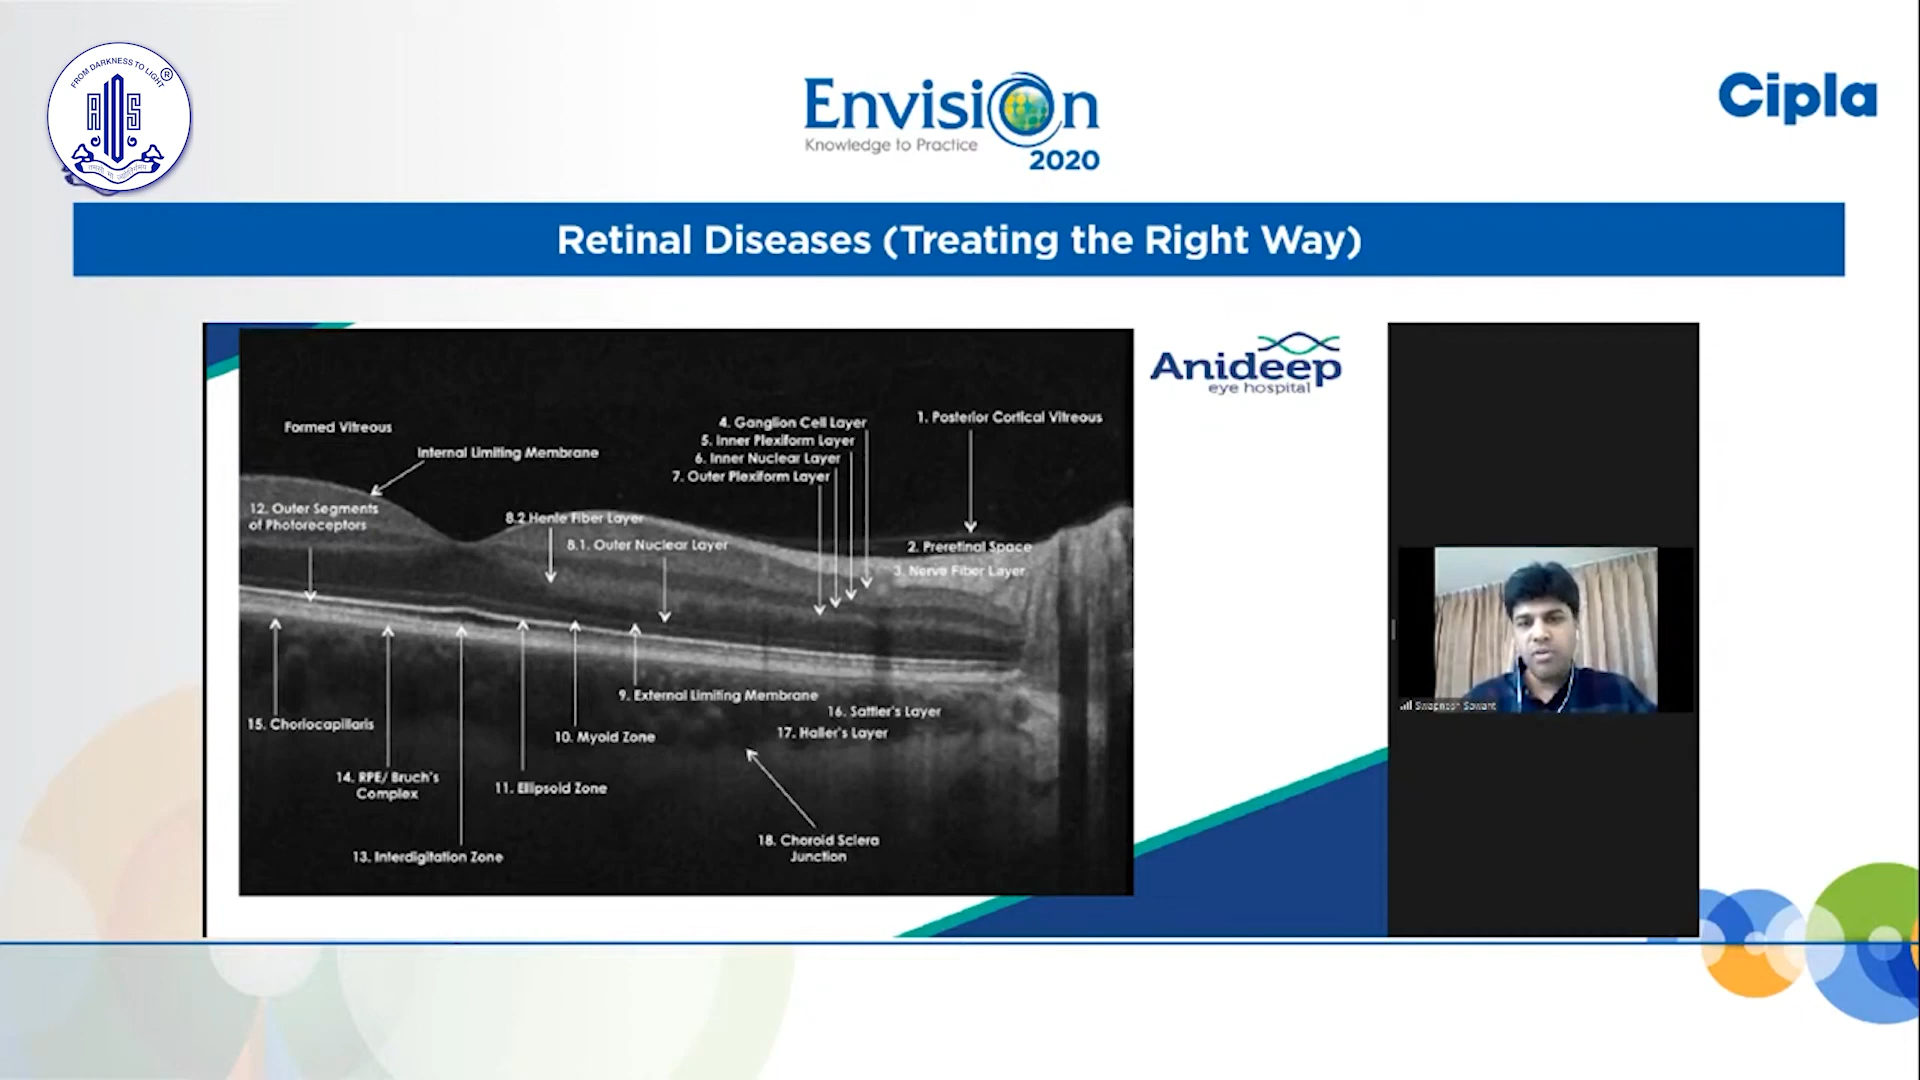 FROM DARKNESS TO LIGHT
®
AIOS
तमसो मा ज्योतिर्गमय
EnvisiOn
Knowledge to Practice
2020
Cipla
Retinal Diseases (Treating the Right Way)
Anideep
eye hospital
Formed Vitreous
Internal Limiting Membrane
4. Ganglion Cell Layer
5. Inner Plexiform Layer
6. Inner Nuclear Layer
7. Outer Plexiform Layer
1. Posterior Cortical Vitreous
12. Outer Segments
of Photoreceptors
8.2 Henle Fiber Layer
8.1. Outer Nuclear Layer
2. Preretinal Space
3. Nerve Fiber Layer
9. External Limiting Membrane
16. Sattler's Layer
15. Choriocapillaris
10. Myoid Zone
17. Haller's Layer
14. RPE/ Bruch's
Complex
11. Ellipsoid Zone
18. Choroid Sclera
Junction
13. Interdigitation Zone
Swapnesh Sawant